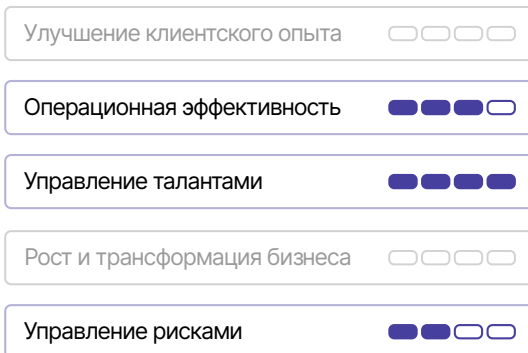 Улучшение клиентского опыта
Операционная эффективность
Управление талантами
Рост и трансформация бизнеса
Управление рисками